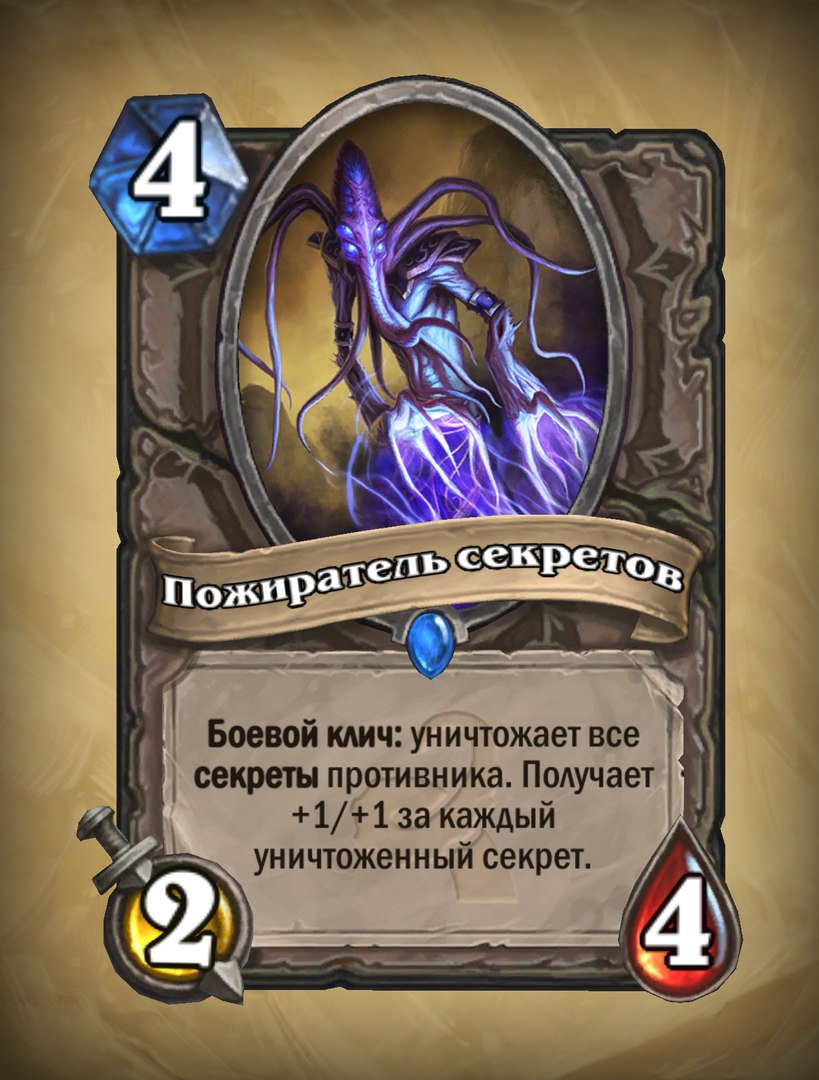 4
Пожиратель секретов
Боевой клич: уничтожает все
секреты противника. Получает
+1/+1 за каждый
уничтоженный секрет.
2
4